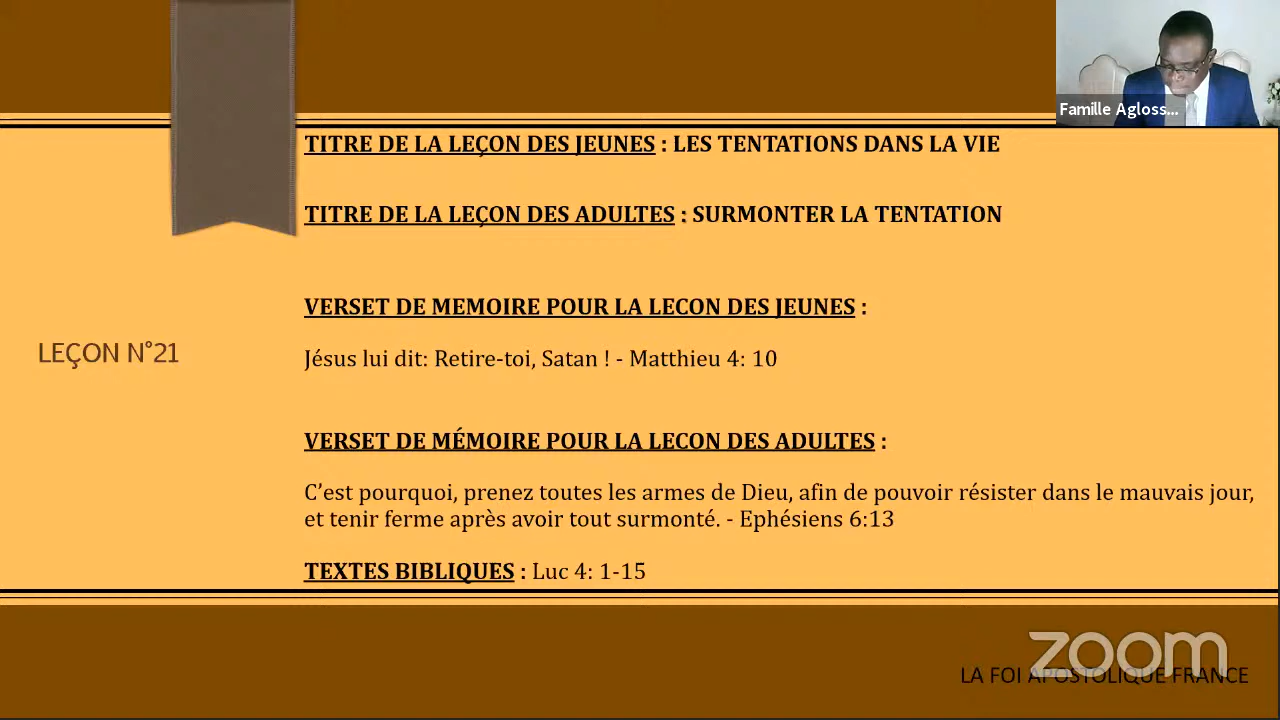 Famille Agloss...
TITRE DE LA LEÇON DES JEUNES : LES TENTATIONS DANS LA VIE
TITRE DE LA LEÇON DES ADULTES : SURMONTER LA TENTATION
VERSET DE MEMOIRE POUR LA LECON DES JEUNES :
LEÇON N°21
Jésus lui dit: Retire-toi, Satan ! - Matthieu 4: 10
VERSET DE MÉMOIRE POUR LA LECON DES ADULTES :
C’est pourquoi, prenez toutes les armes de Dieu, afin de pouvoir résister dans le mauvais jour,
et tenir ferme après avoir tout surmonté. - Ephésiens 6:13
TEXTES BIBLIQUES : Luc 4: 1-15
zoom
LA FOI APOSTOLIQUE FRANCE